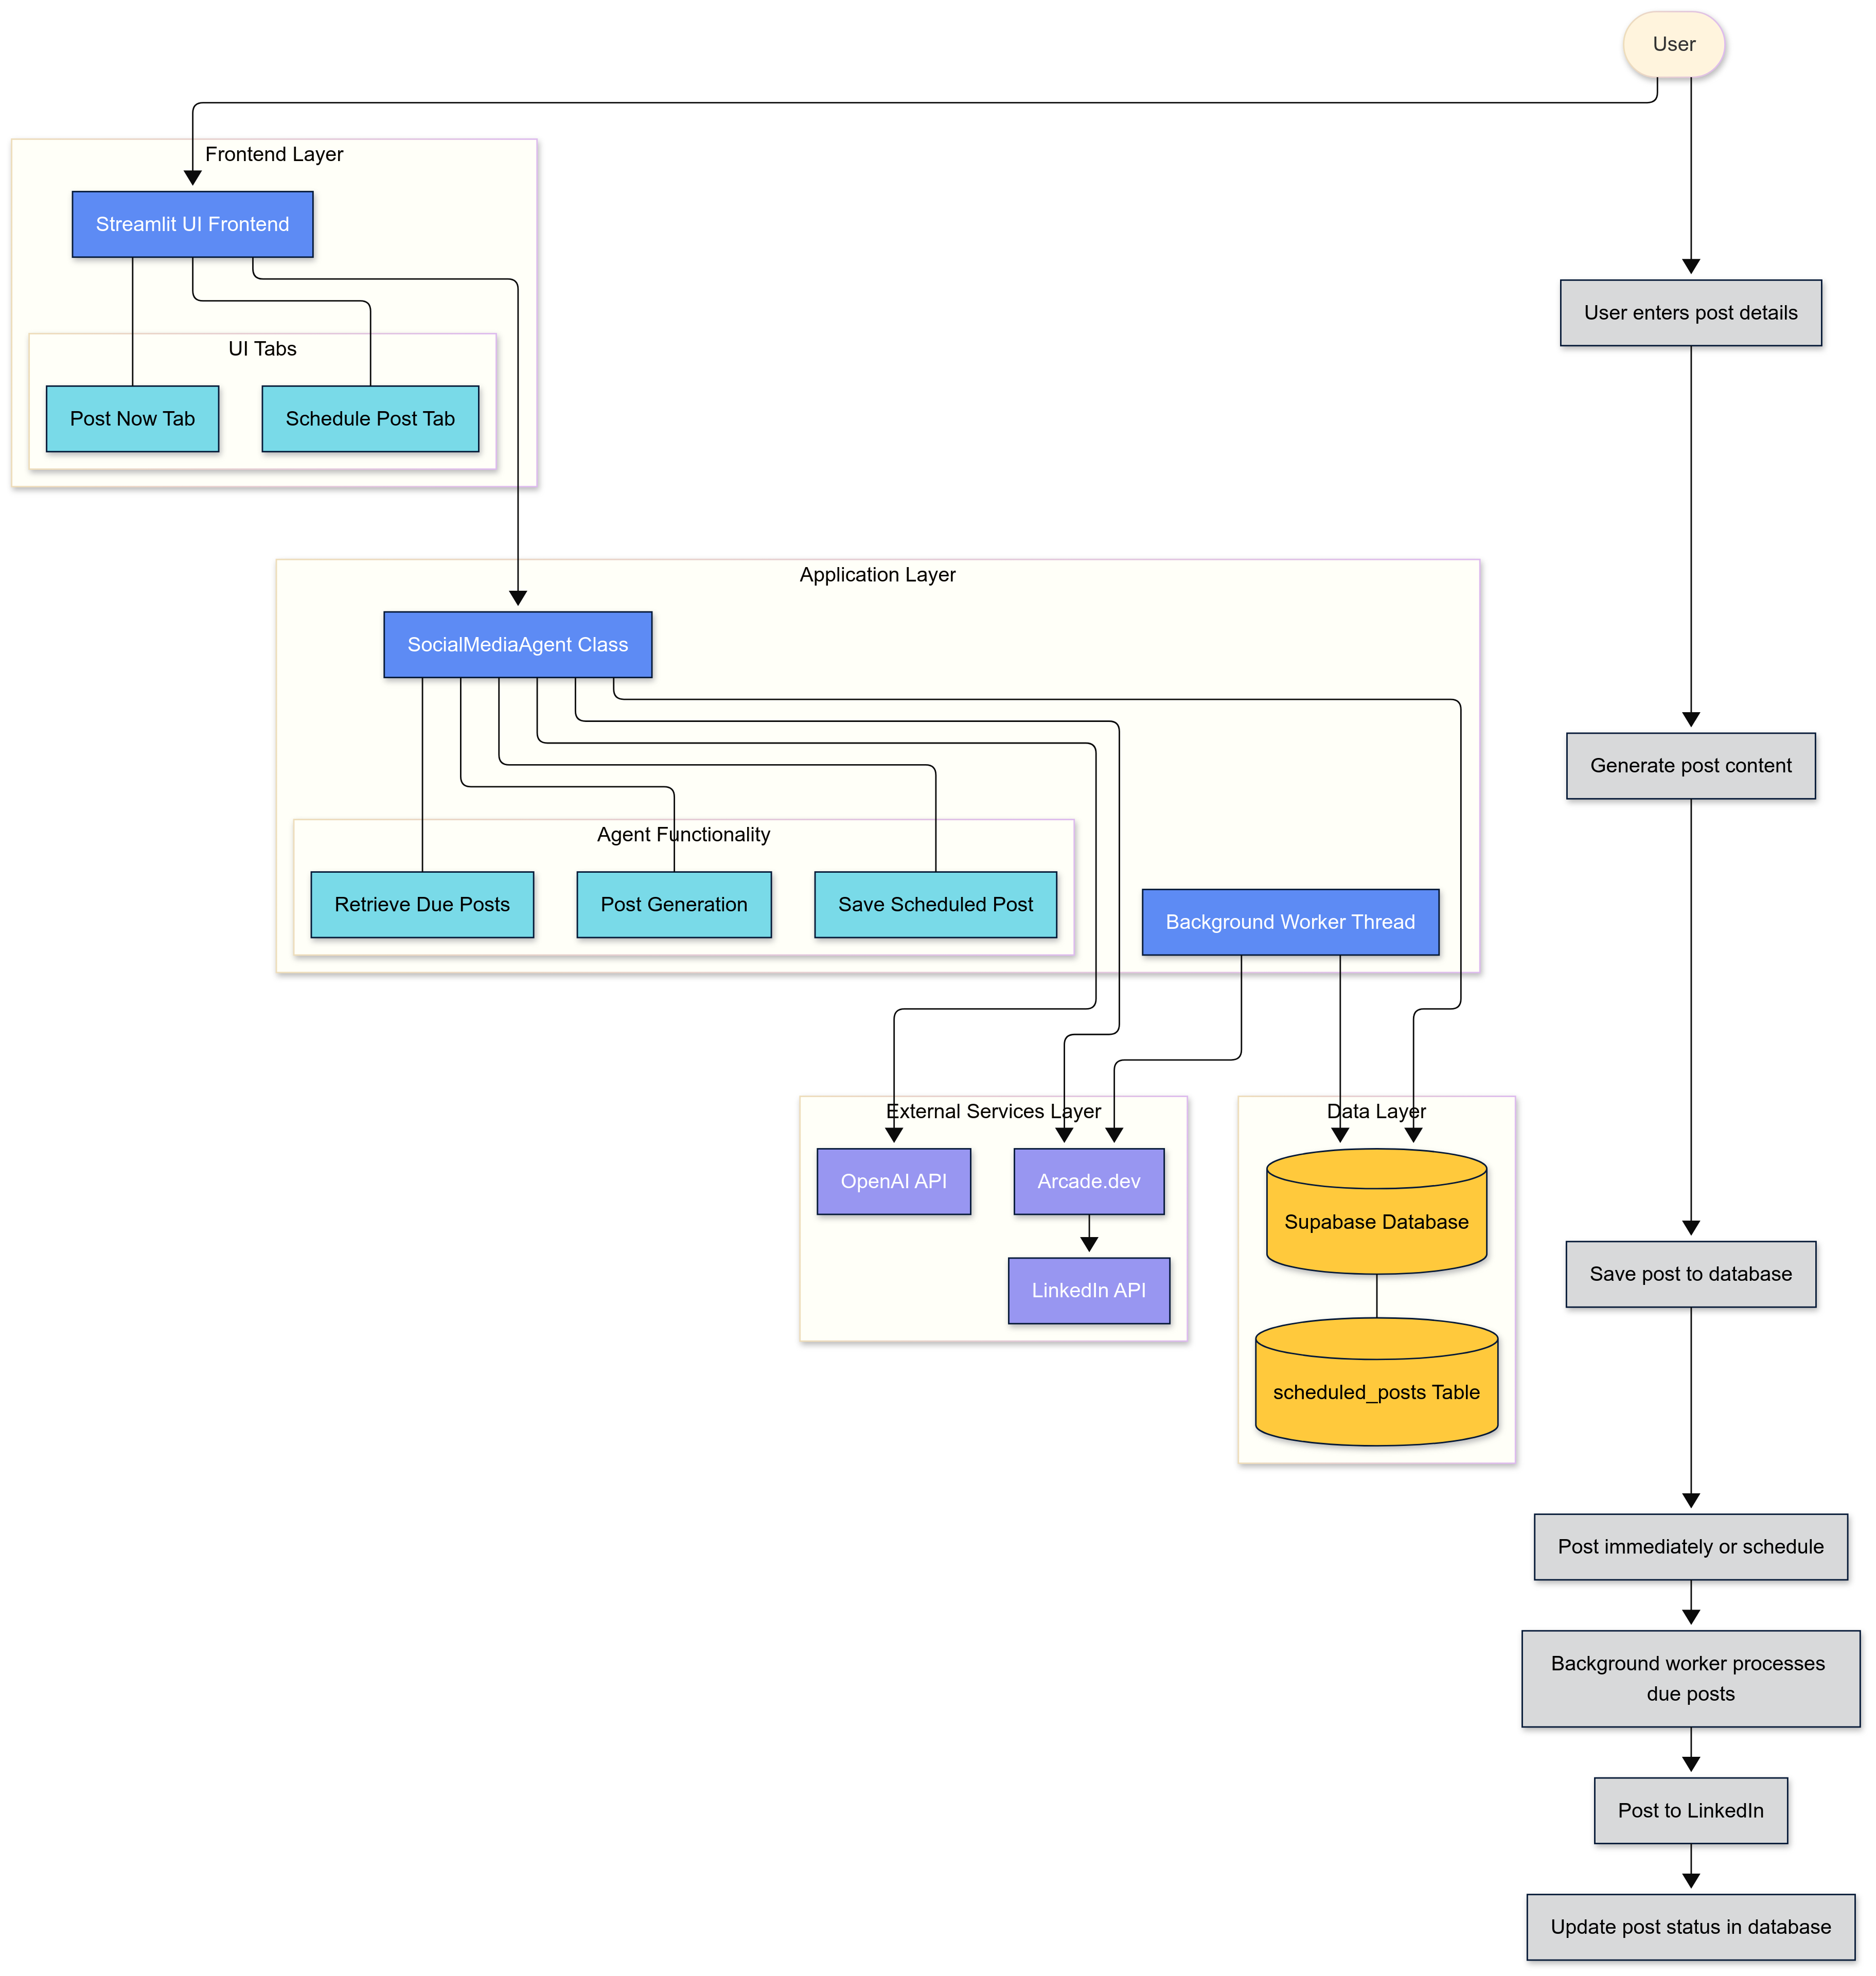 User
Frontend Layer
Streamlit UI Frontend
UI Tabs
Post Now Tab
Schedule Post Tab
User enters post details
Application Layer
SocialMediaAgent Class
Generate post content
Agent Functionality
Retrieve Due Posts
Post Generation
Save Scheduled Post
Background Worker Thread
External Services Layer
OpenAI API
Arcade.dev
LinkedIn API
Data Layer
Supabase Database
scheduled_posts Table
Save post to database
Post immediately or schedule
Background worker processes
due posts
Post to LinkedIn
Update post status in database